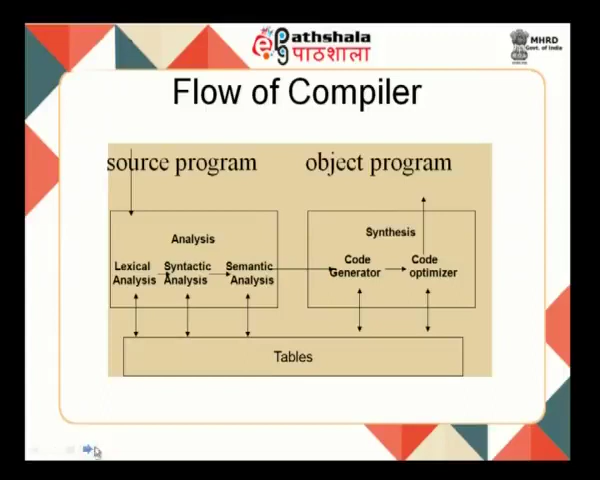 Pathshala
पाठशाला
MHRD
Govt. of India
Flow of Compiler
source program
object program
Analysis
Lexical Analysis
Syntactic Analysis
Semantic Analysis
Synthesis
Code Generator
Code optimizer
Tables